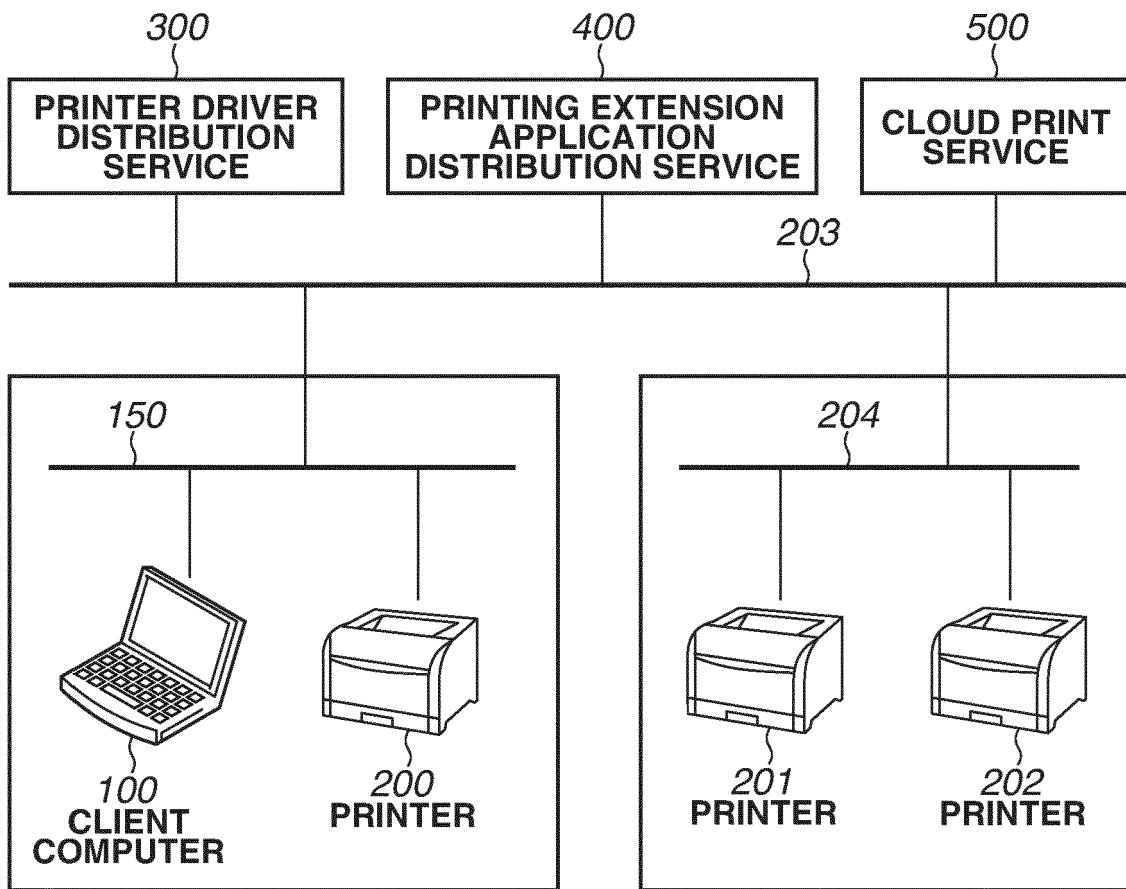 300
400
500
PRINTER DRIVER
DISTRIBUTION
SERVICE
PRINTING EXTENSION
APPLICATION
DISTRIBUTION SERVICE
CLOUD PRINT
SERVICE
203
150
204
100
CLIENT
COMPUTER
200
PRINTER
201
PRINTER
202
PRINTER